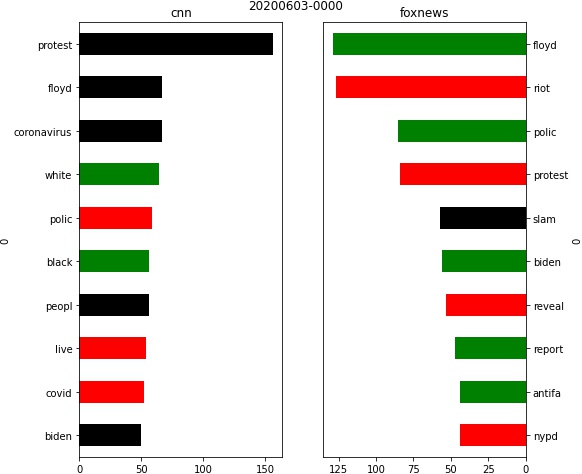 20200603-0000
cnn
foxnews
protest
floyd
coronavirus
white
polic
black
peopl
live
covid
biden
0
0 50 100 150
floyd
riot
polic
protest
slam
biden
reveal
report
antifa
nypd
0
125 100 75 50 25 0